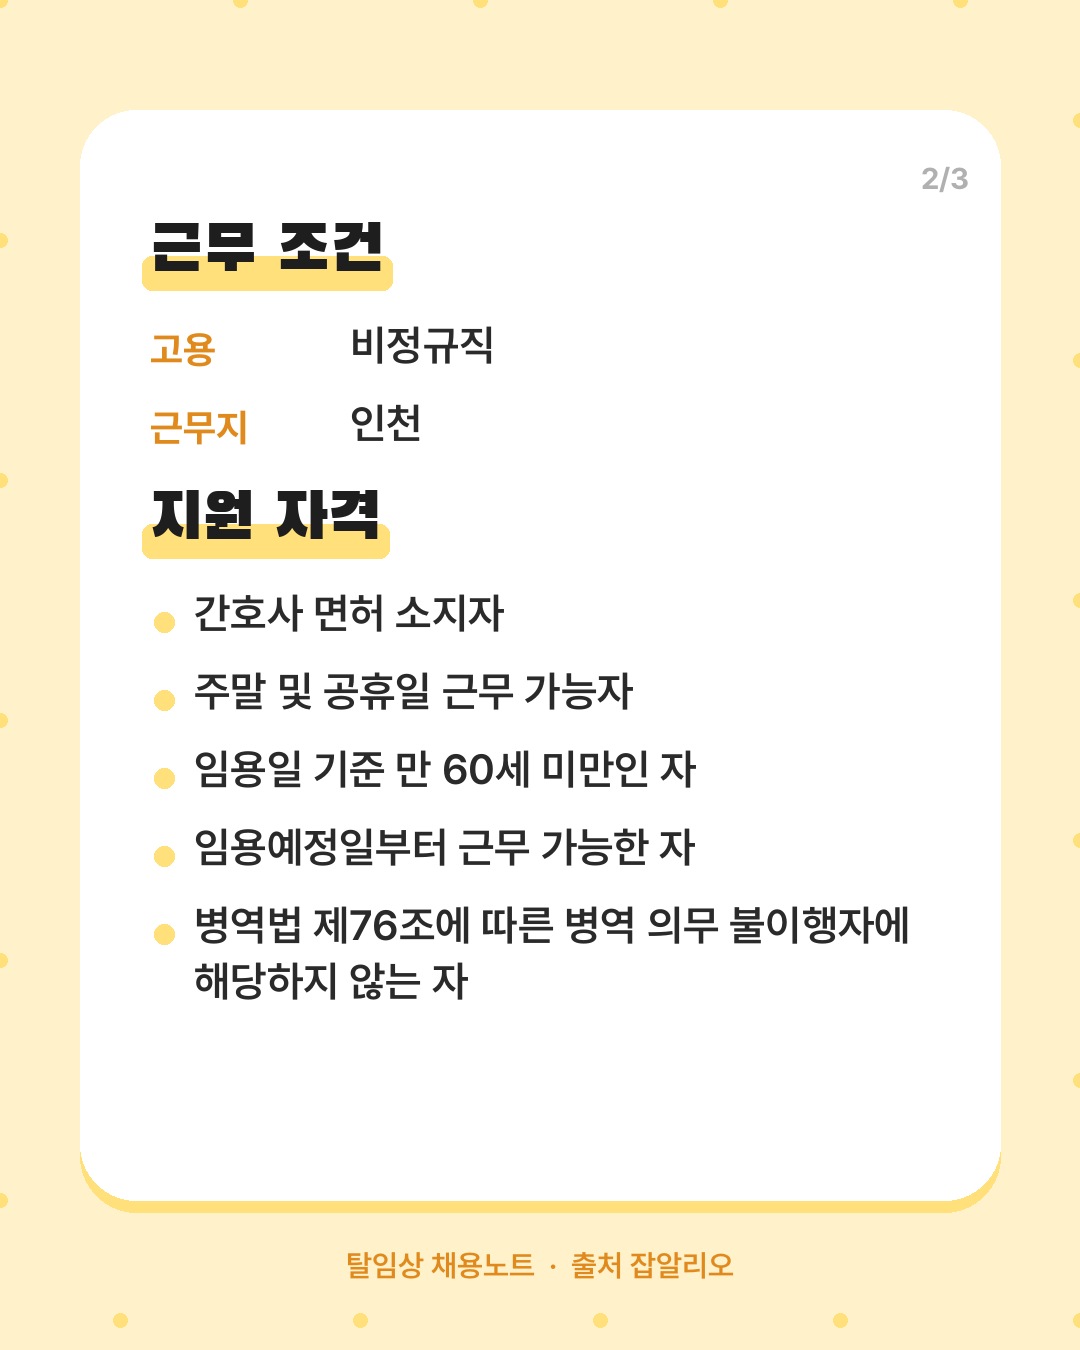 2/3
근무 조건
고용 비정규직
근무지 인천
지원 자격
간호사 면허 소지자
주말 및 공휴일 근무 가능자
임용일 기준 만 60세 미만인 자
임용예정일부터 근무 가능한 자
병역법 제76조에 따른 병역 의무 불이행자에
해당하지 않는 자
탈임상 채용노트 · 출처 잡알리오